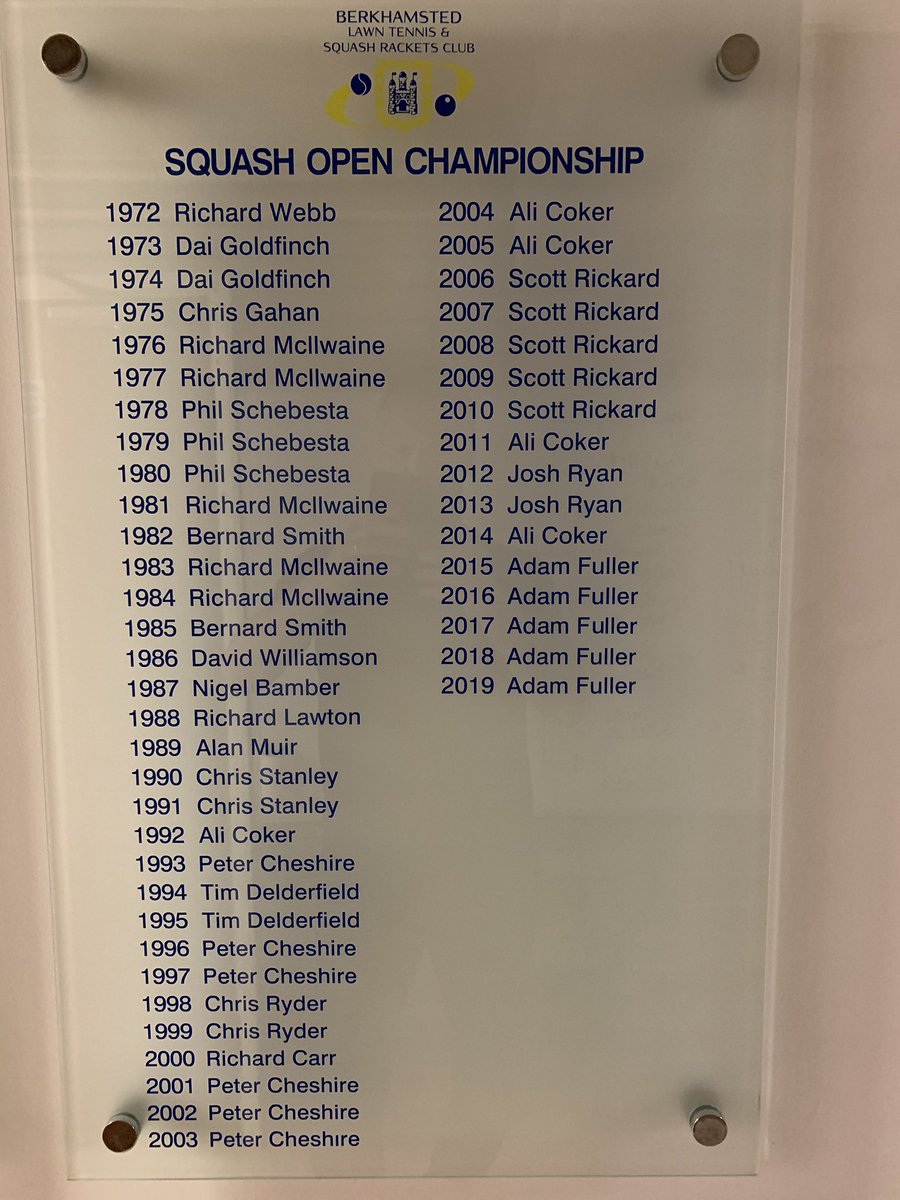 BERKHAMSTED
LAWN TENNIS &
SQUASH RACKETS CLUB
SQUASH OPEN CHAMPIONSHIP
1972 Richard Webb
1973 Dai Goldfinch
1974 Dai Goldfinch
1975 Chris Gahan
1976 Richard McIlwaine
1977 Richard McIlwaine
1978 Phil Schebesta
1979 Phil Schebesta
1980 Phil Schebesta
1981 Richard McIlwaine
1982 Bernard Smith
1983 Richard McIlwaine
1984 Richard McIlwaine
1985 Bernard Smith
1986 David Williamson
1987 Nigel Bamber
1988 Richard Lawton
1989 Alan Muir
1990 Chris Stanley
1991 Chris Stanley
1992 Ali Coker
1993 Peter Cheshire
1994 Tim Delderfield
1995 Tim Delderfield
1996 Peter Cheshire
1997 Peter Cheshire
1998 Chris Ryder
1999 Chris Ryder
2000 Richard Carr
2001 Peter Cheshire
2002 Peter Cheshire
2003 Peter Cheshire
2004 Ali Coker
2005 Ali Coker
2006 Scott Rickard
2007 Scott Rickard
2008 Scott Rickard
2009 Scott Rickard
2010 Scott Rickard
2011 Ali Coker
2012 Josh Ryan
2013 Josh Ryan
2014 Ali Coker
2015 Adam Fuller
2016 Adam Fuller
2017 Adam Fuller
2018 Adam Fuller
2019 Adam Fuller